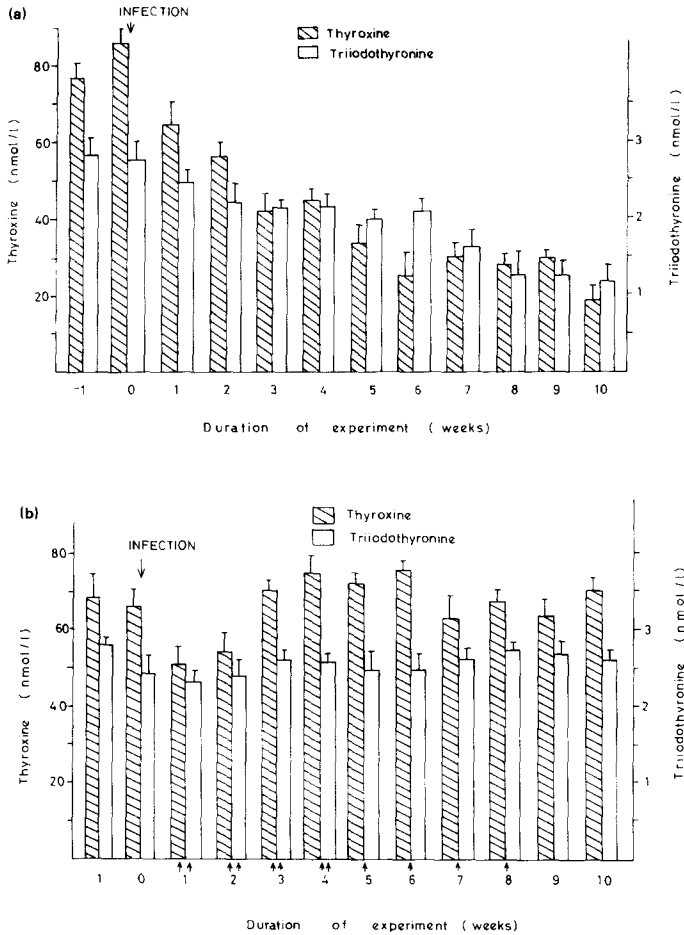 (a)
INFECTION
Thyroxine
Triiodothyronine
80
60
40
20
Thyroxine (nmol/l)
3
2
1
Triiodothyronine (nmol/l)
-1 0 1 2 3 4 5 6 7 8 9 10
Duration of experiment (weeks)
(b)
INFECTION
Thyroxine
Triiodothyronine
80
60
40
20
Thyroxine (nmol/l)
3
2
1
Triiodothyronine (nmol/l)
1 0 1 2 3 4 5 6 7 8 9 10
Duration of experiment (weeks)